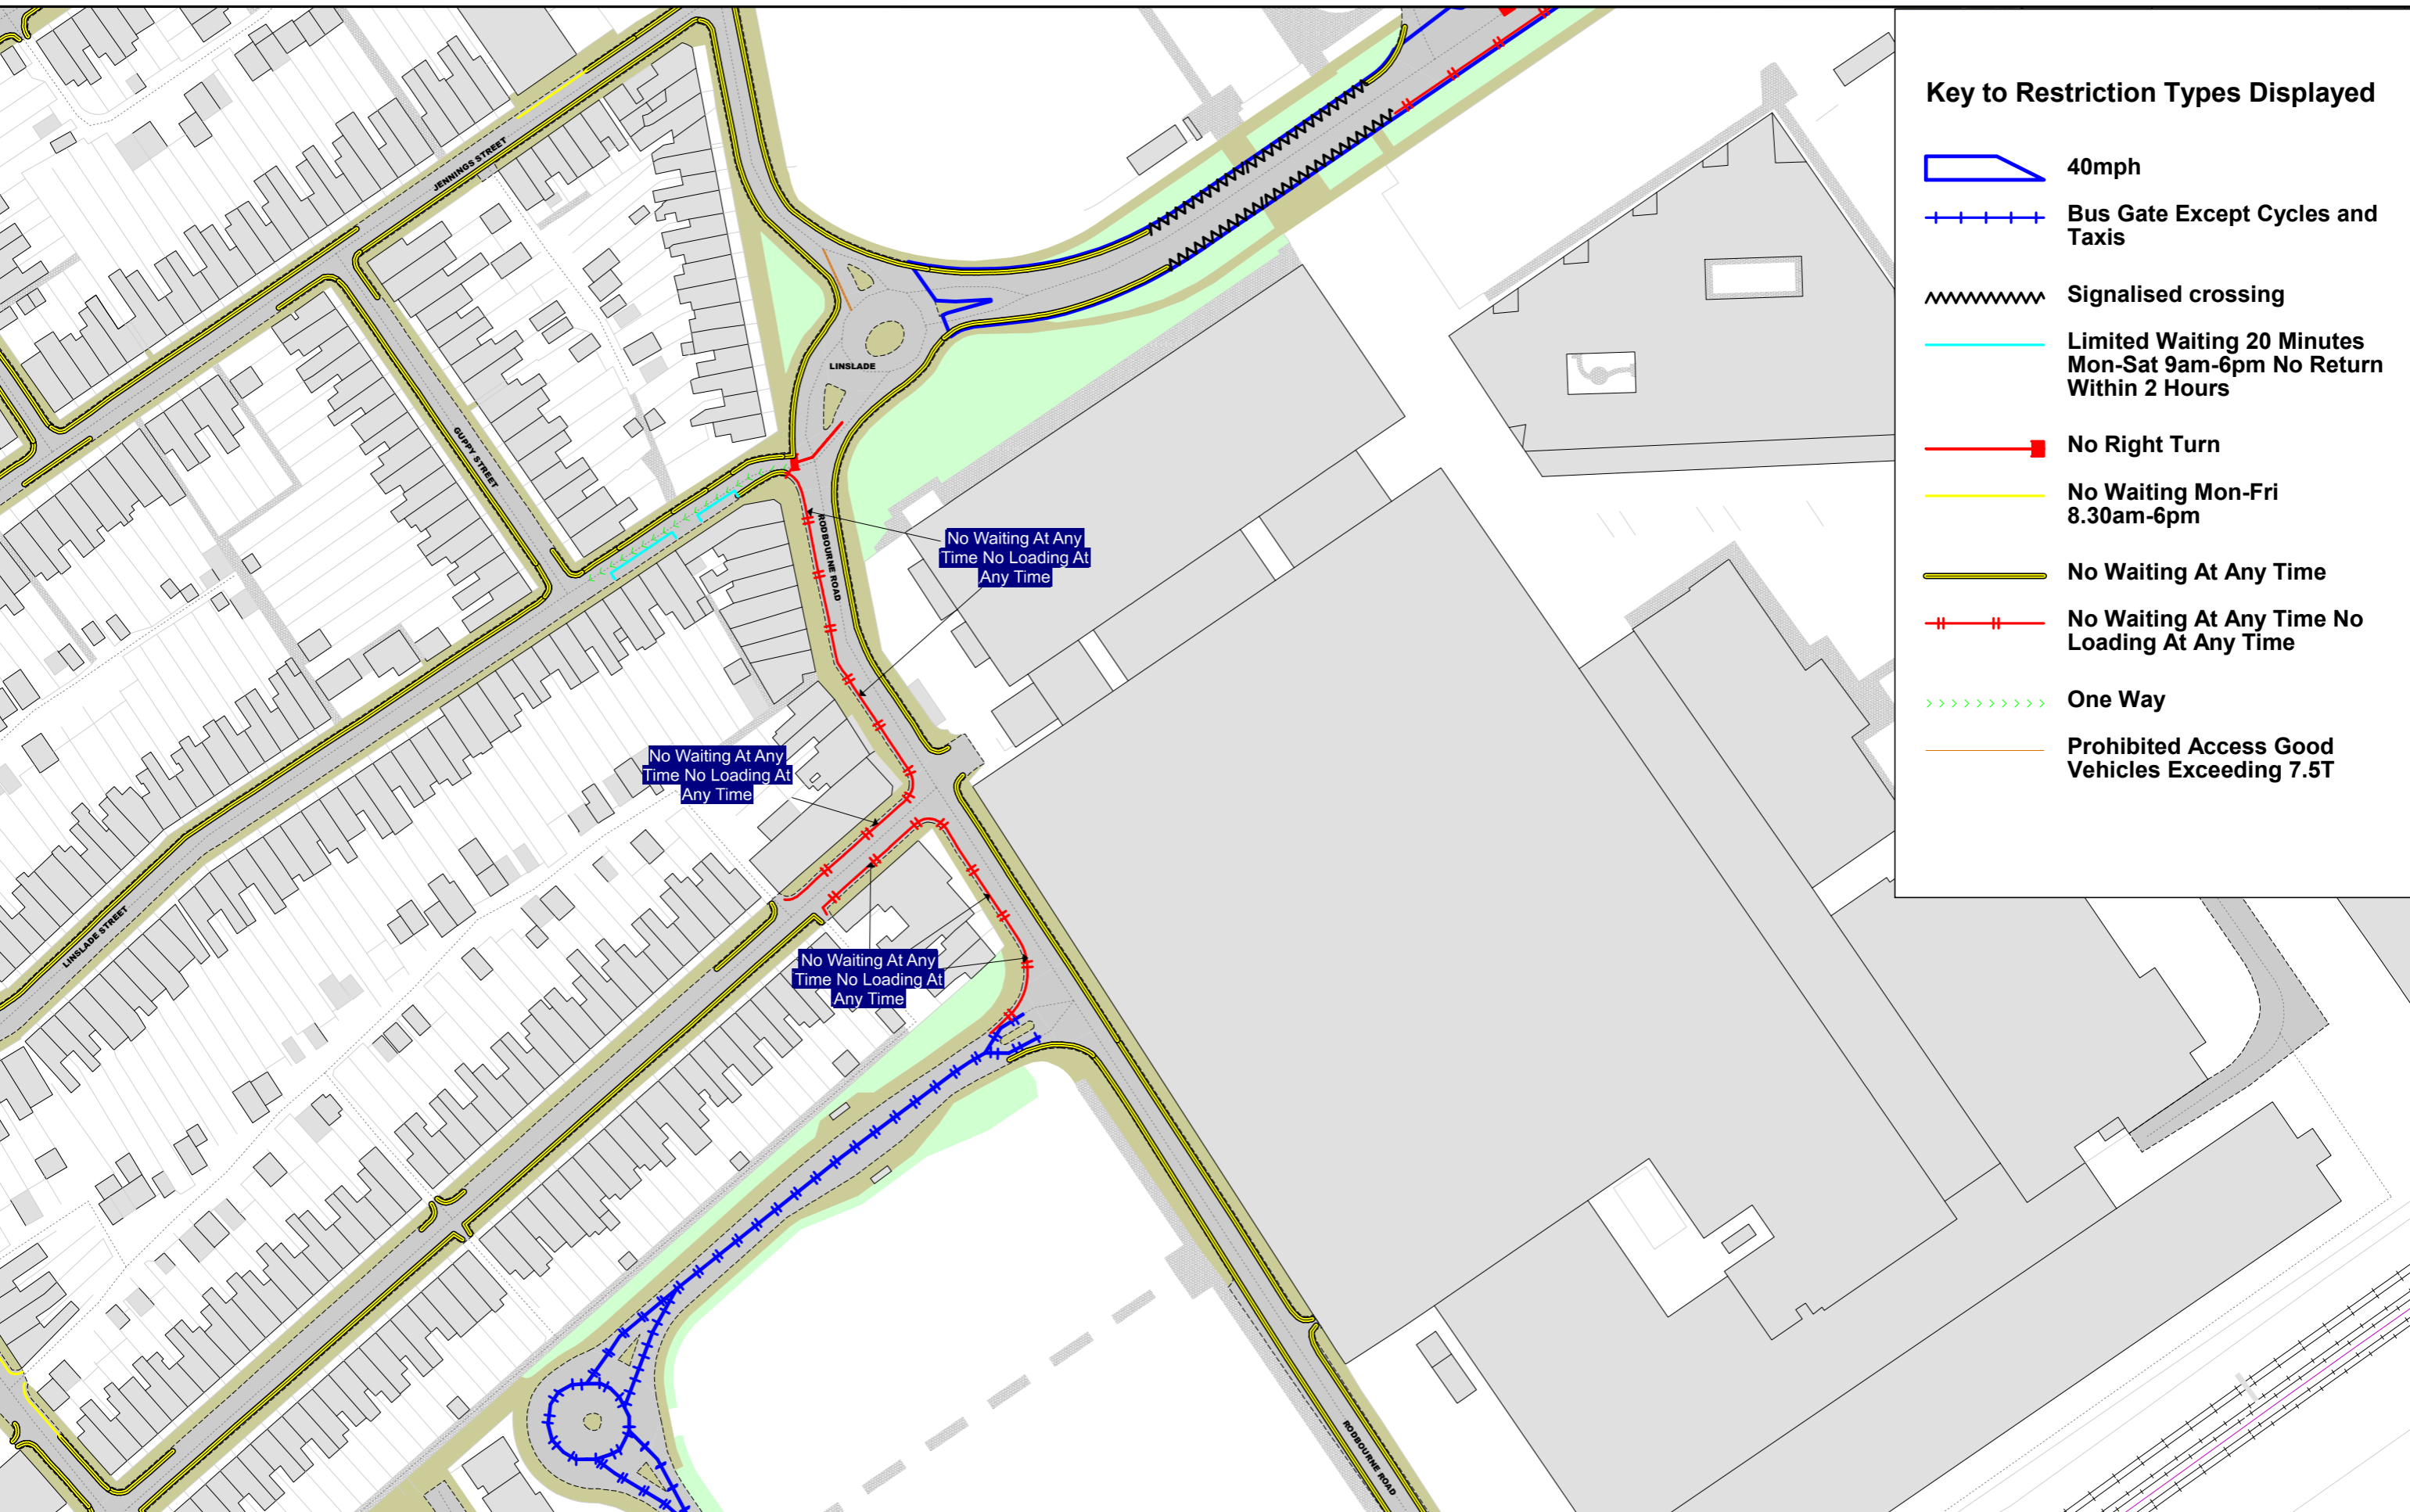 Key to Restriction Types Displayed
40mph
Bus Gate Except Cycles and
Taxis
Signalised crossing
Limited Waiting 20 Minutes
Mon-Sat 9am-6pm No Return
Within 2 Hours
No Right Turn
No Waiting Mon-Fri
8.30am-6pm
No Waiting At Any Time
No Waiting At Any Time No
Loading At Any Time
One Way
Prohibited Access Good
Vehicles Exceeding 7.5T
JENNINGS STREET
LINSLADE
GUPPY STREET
RODBOURNE ROAD
No Waiting At Any
Time No Loading At
Any Time
No Waiting At Any
Time No Loading At
Any Time
LINSLADE STREET
No Waiting At Any
Time No Loading At
Any Time
RODBOURNE ROAD